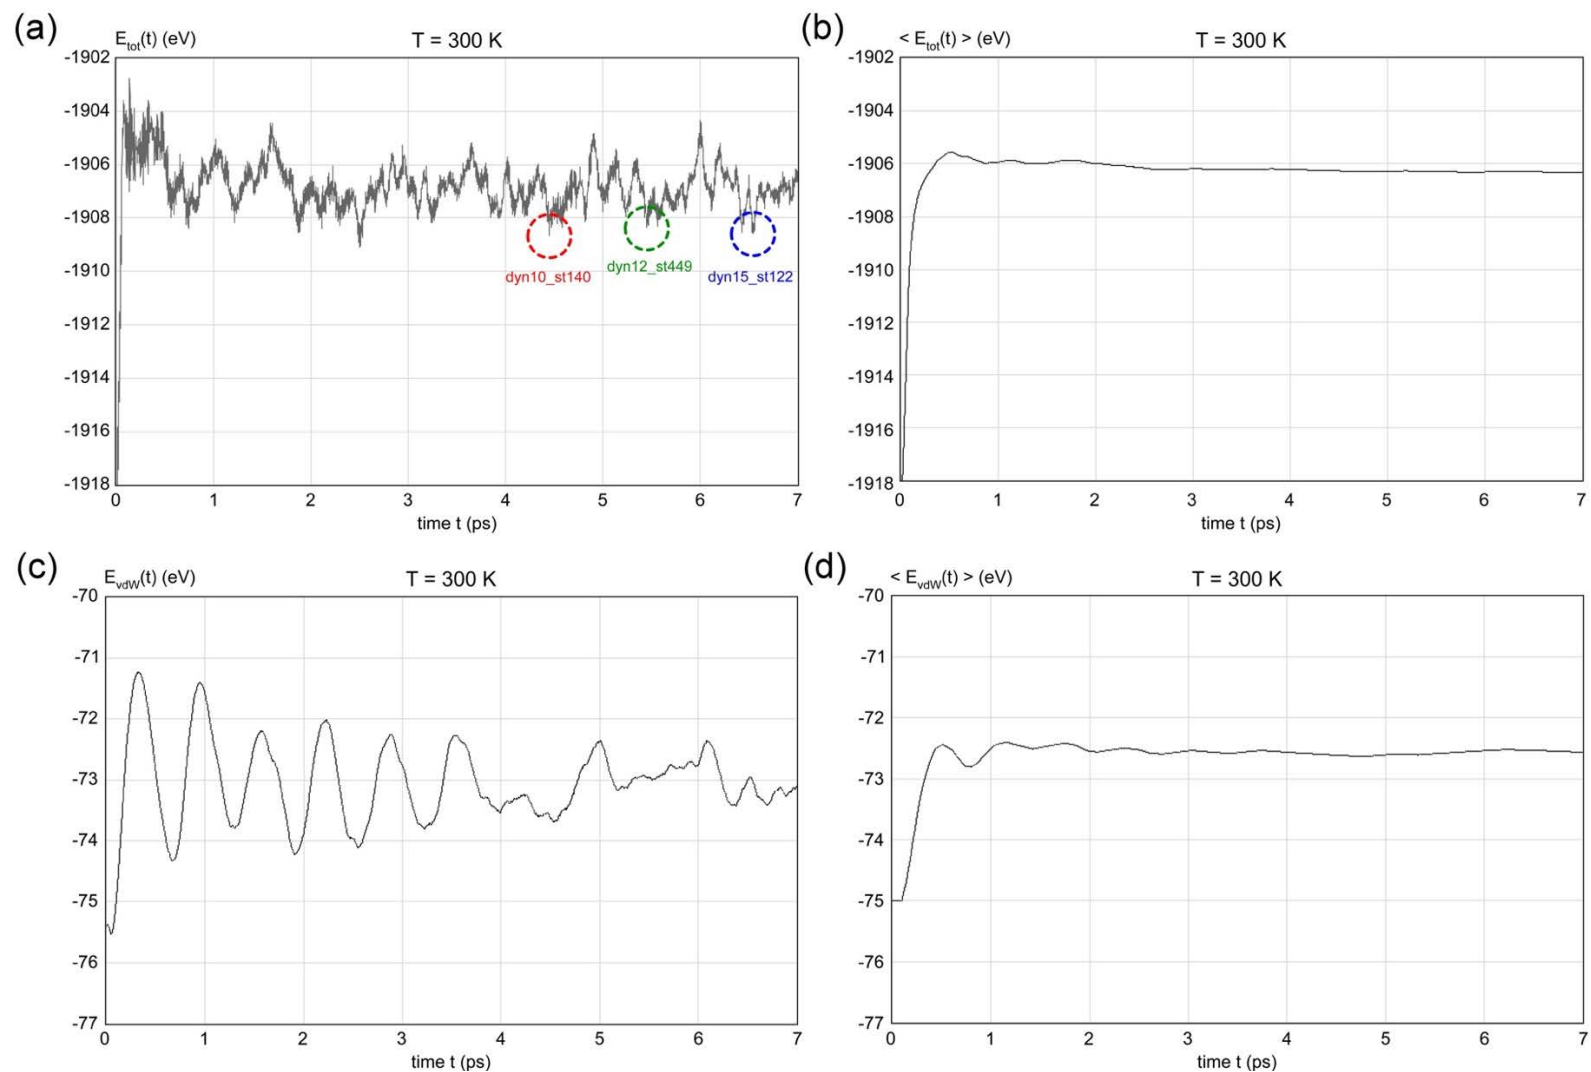 (a) E_tot(t) (eV) T = 300 K
-1902
-1904
-1906
-1908
-1910
-1912
-1914
-1916
-1918
dyn10_st140
dyn12_st449
dyn15_st122
0 1 2 3 4 5 6 7
time t (ps)
(b) < E_tot(t) > (eV) T = 300 K
-1902
-1904
-1906
-1908
-1910
-1912
-1914
-1916
-1918
0 1 2 3 4 5 6 7
time t (ps)
(c) E_vdW(t) (eV) T = 300 K
-70
-71
-72
-73
-74
-75
-76
-77
0 1 2 3 4 5 6 7
time t (ps)
(d) < E_vdW(t) > (eV) T = 300 K
-70
-71
-72
-73
-74
-75
-76
-77
0 1 2 3 4 5 6 7
time t (ps)